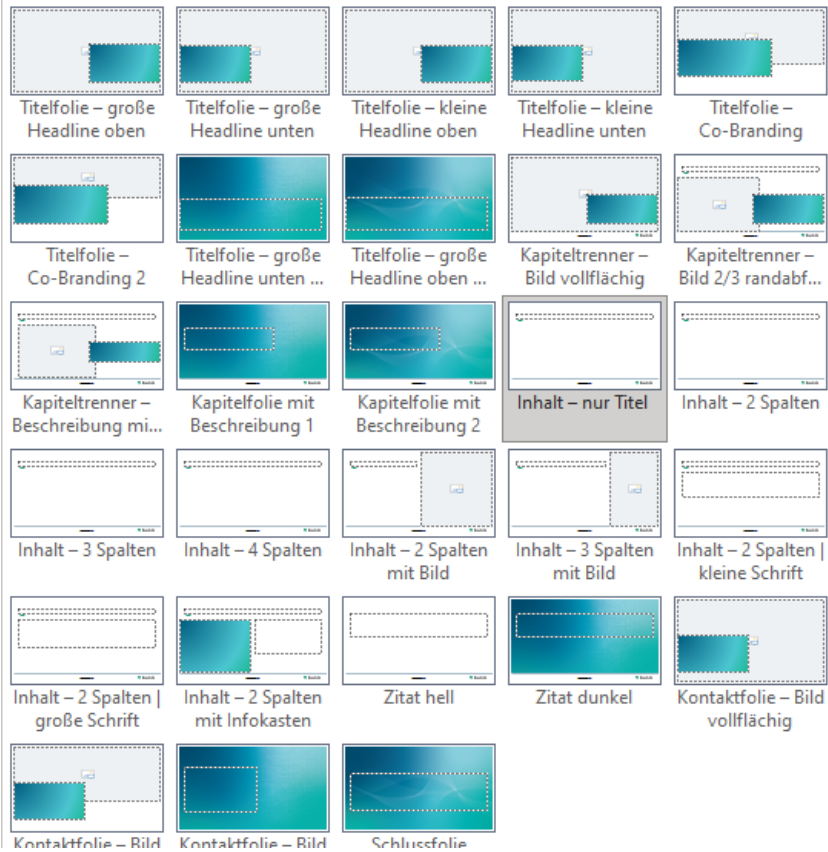 Titelfolie – große
Headline oben
Titelfolie – große
Headline unten
Titelfolie – kleine
Headline oben
Titelfolie – kleine
Headline unten
Titelfolie –
Co-Branding
Titelfolie –
Co-Branding 2
Titelfolie – große
Headline unten ...
Titelfolie – große
Headline oben ...
Kapiteltrenner –
Bild vollflächig
Kapiteltrenner –
Bild 2/3 randabf...
Kapiteltrenner –
Beschreibung mi...
Kapitelfolie mit
Beschreibung 1
Kapitelfolie mit
Beschreibung 2
Inhalt – nur Titel
Inhalt – 2 Spalten
Inhalt – 3 Spalten
Inhalt – 4 Spalten
Inhalt – 2 Spalten
mit Bild
Inhalt – 3 Spalten
mit Bild
Inhalt – 2 Spalten |
kleine Schrift
Inhalt – 2 Spalten |
große Schrift
Inhalt – 2 Spalten
mit Infokasten
Zitat hell
Zitat dunkel
Kontaktfolie – Bild
vollflächig
Kontaktfolie – Bild
Kontaktfolie – Bild
Schlussfolie